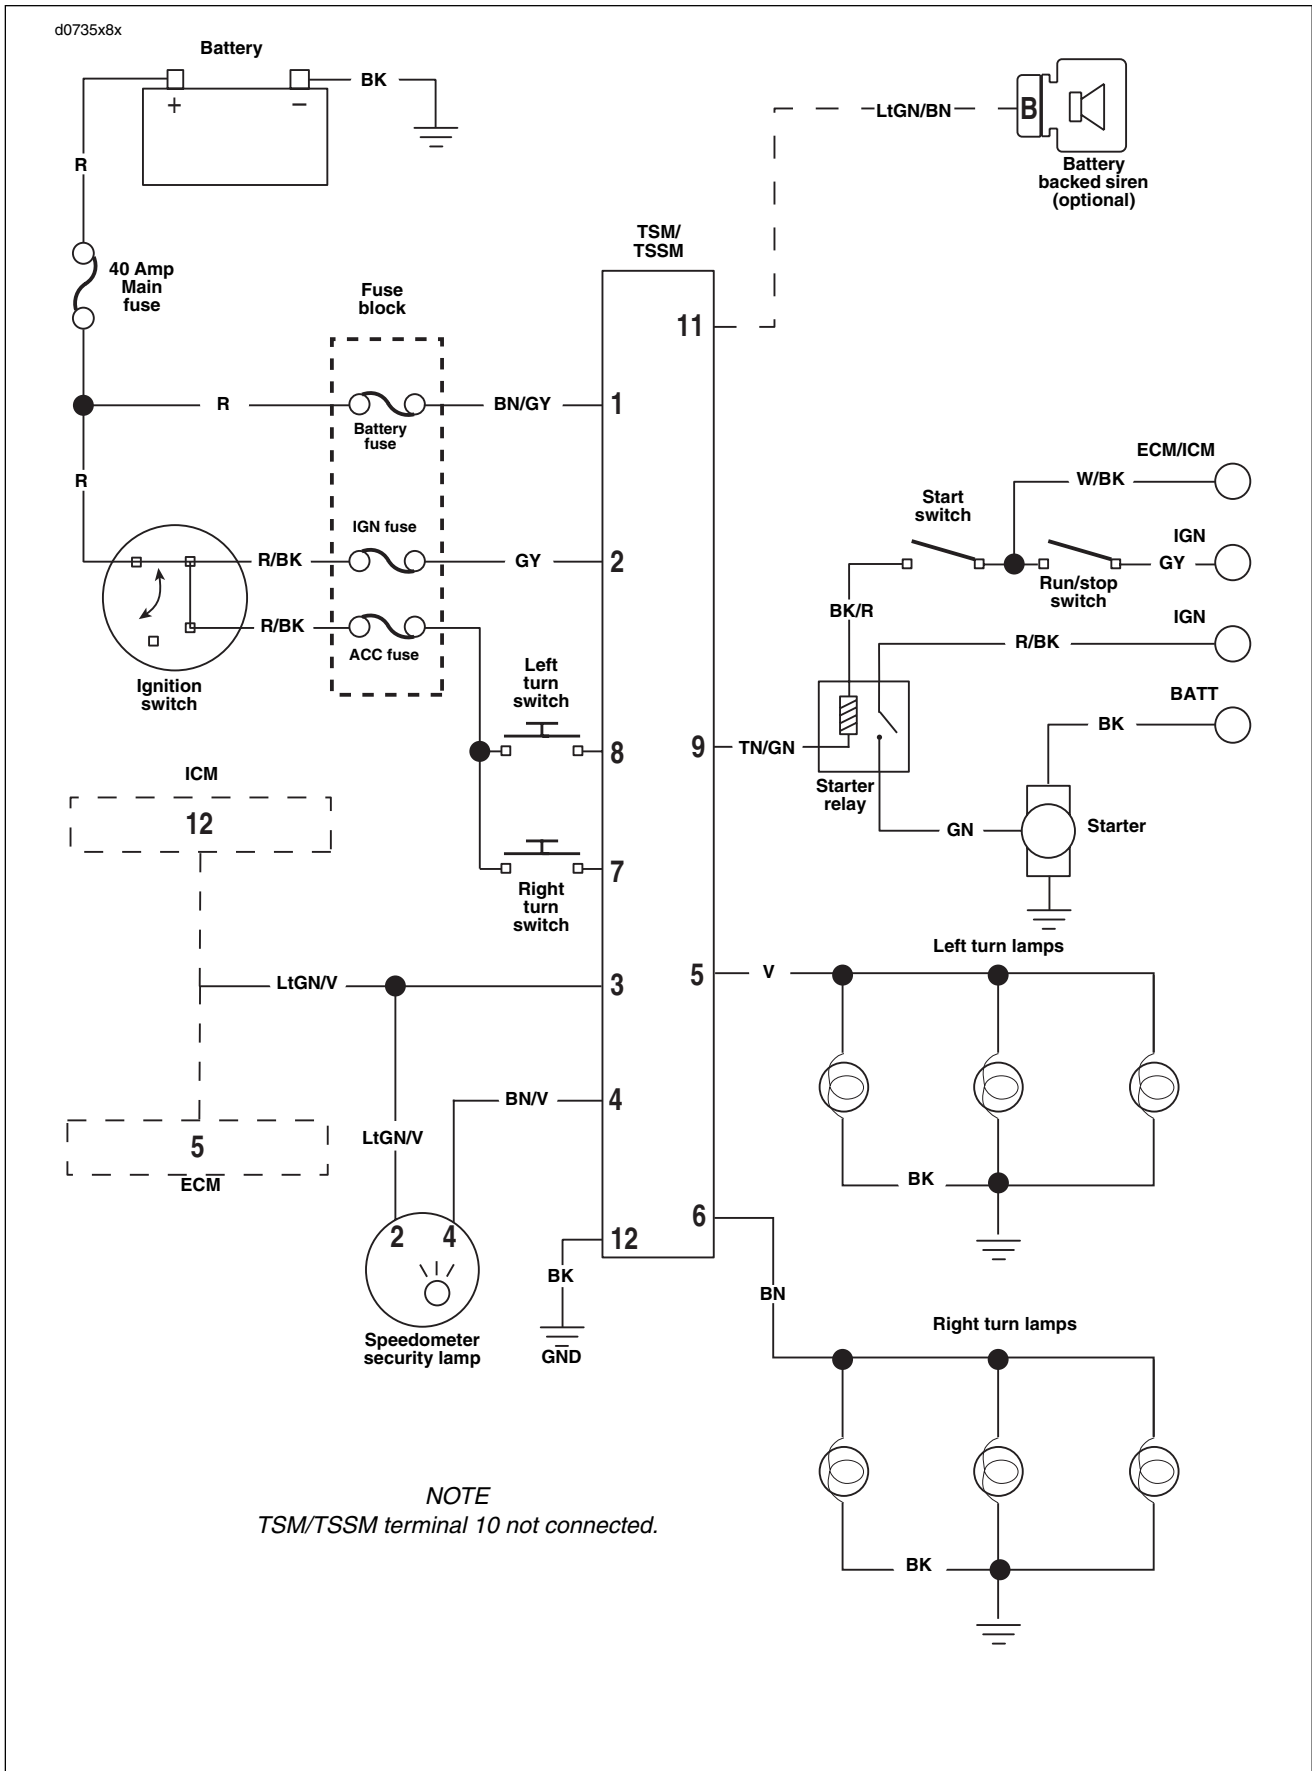 d0735x8x
Battery
+
−
BK
R
LtGN/BN
B
Battery
backed siren
(optional)
TSM/
TSSM
40 Amp
Main
fuse
Fuse
block
11
R
Battery
fuse
BN/GY
1
R
ECM/ICM
W/BK
Start
switch
IGN fuse
R/BK
GY
2
IGN
GY
Run/stop
switch
BK/R
R/BK
ACC fuse
IGN
R/BK
Left
turn
switch
Ignition
switch
BATT
BK
8
9
TN/GN
Starter
relay
ICM
12
GN
Starter
7
Right
turn
switch
Left turn lamps
LtGN/V
3
5
V
BN/V
4
LtGN/V
5
ECM
BK
6
2
4
12
BK
BN
GND
Speedometer
security lamp
Right turn lamps
NOTE
TSM/TSSM terminal 10 not connected.
BK